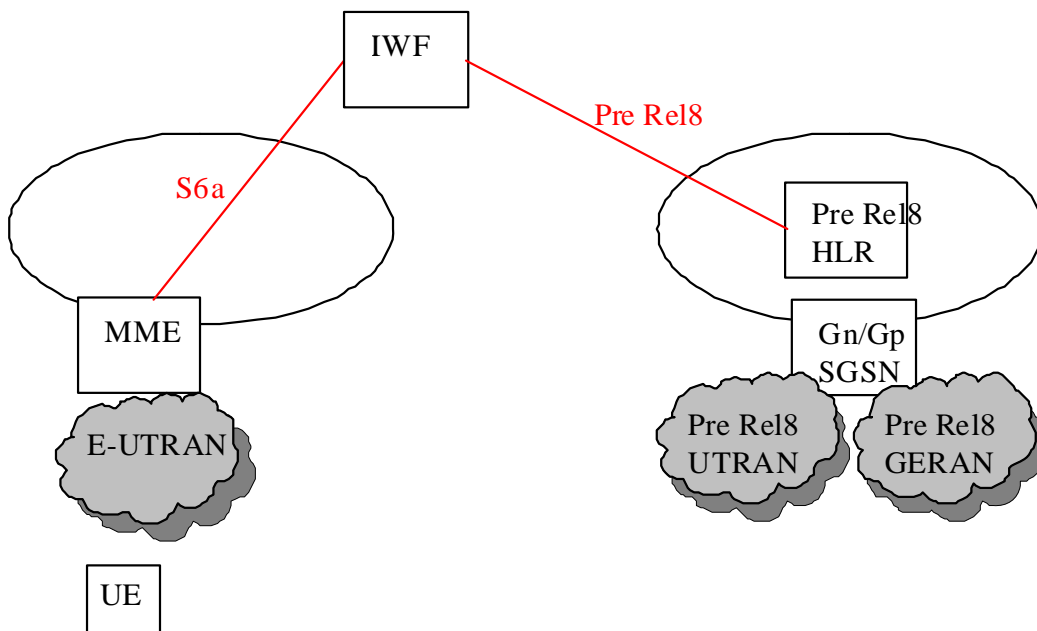 IWF
Pre Rel8
S6a
Pre Rel8
HLR
MME
Gn/Gp
SGSN
E-UTRAN
Pre Rel8
UTRAN
Pre Rel8
GERAN
UE